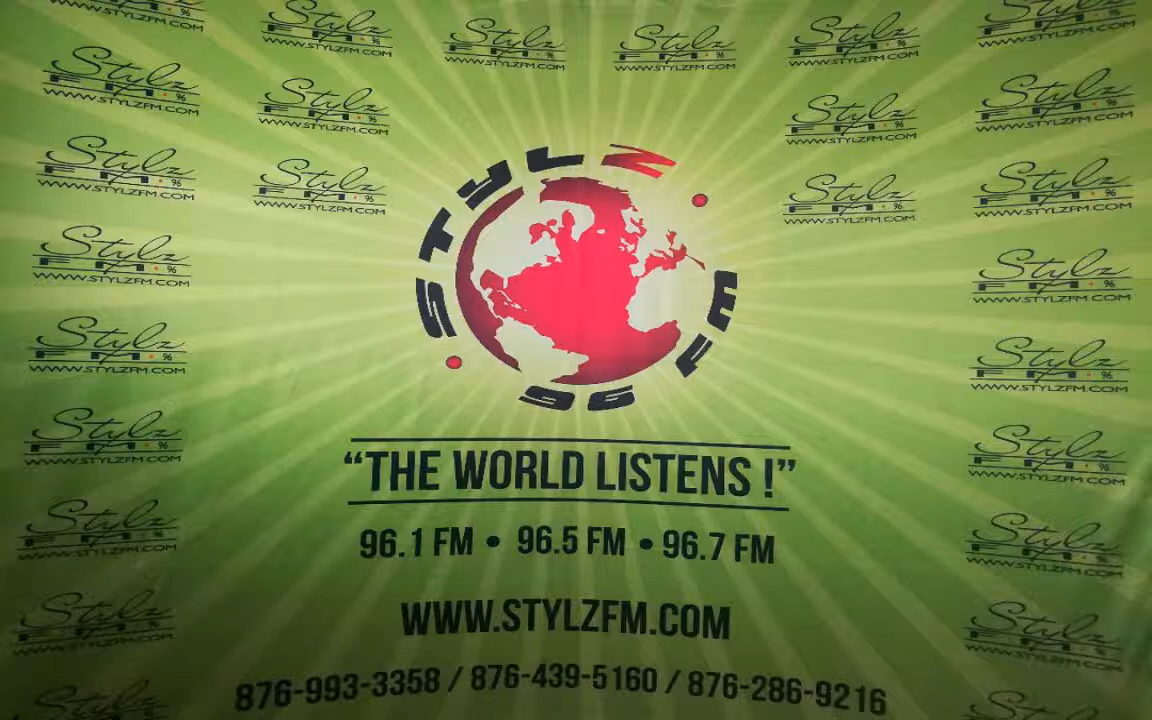 Stylz
96
WWW.STYLZFM.COM
STYLZ
FM
96
“THE WORLD LISTENS !”
96.1 FM • 96.5 FM • 96.7 FM
WWW.STYLZFM.COM
876-993-3358 / 876-439-5160 / 876-286-9216